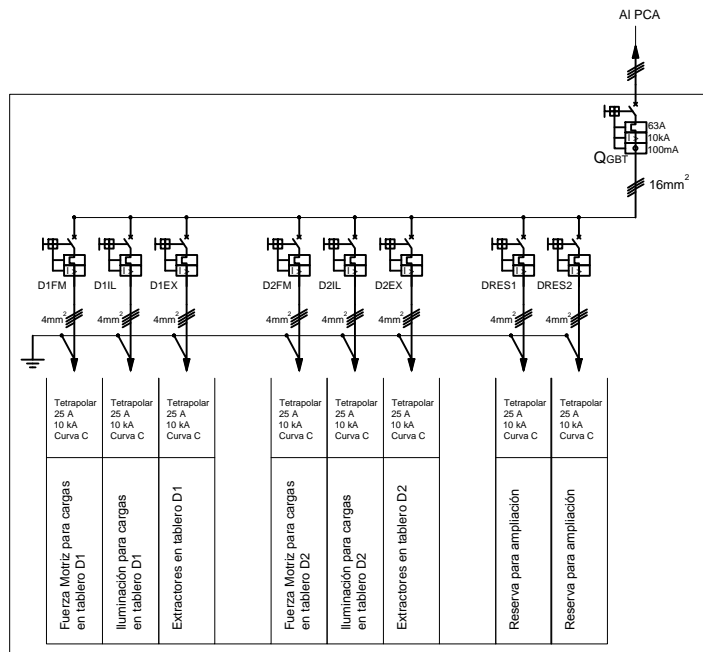 Al PCA
63A
10kA
100mA
QGBT
16mm²
D1FM
D1IL
D1EX
D2FM
D2IL
D2EX
DRES1
DRES2
4mm²
4mm²
4mm²
4mm²
4mm²
4mm²
4mm²
4mm²
Tetrapolar
25 A
10 kA
Curva C
Tetrapolar
25 A
10 kA
Curva C
Tetrapolar
25 A
10 kA
Curva C
Tetrapolar
25 A
10 kA
Curva C
Tetrapolar
25 A
10 kA
Curva C
Tetrapolar
25 A
10 kA
Curva C
Tetrapolar
25 A
10 kA
Curva C
Tetrapolar
25 A
10 kA
Curva C
Fuerza Motriz para cargas
en tablero D1
Iluminación para cargas
en tablero D1
Extractores en tablero D1
Fuerza Motriz para cargas
en tablero D2
Iluminación para cargas
en tablero D2
Extractores en tablero D2
Reserva para ampliación
Reserva para ampliación